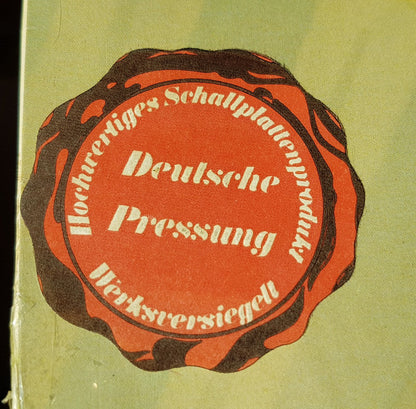 Hochwertiges Schallplattenprodukt
Deutsche
Pressung
Werksversiegelt